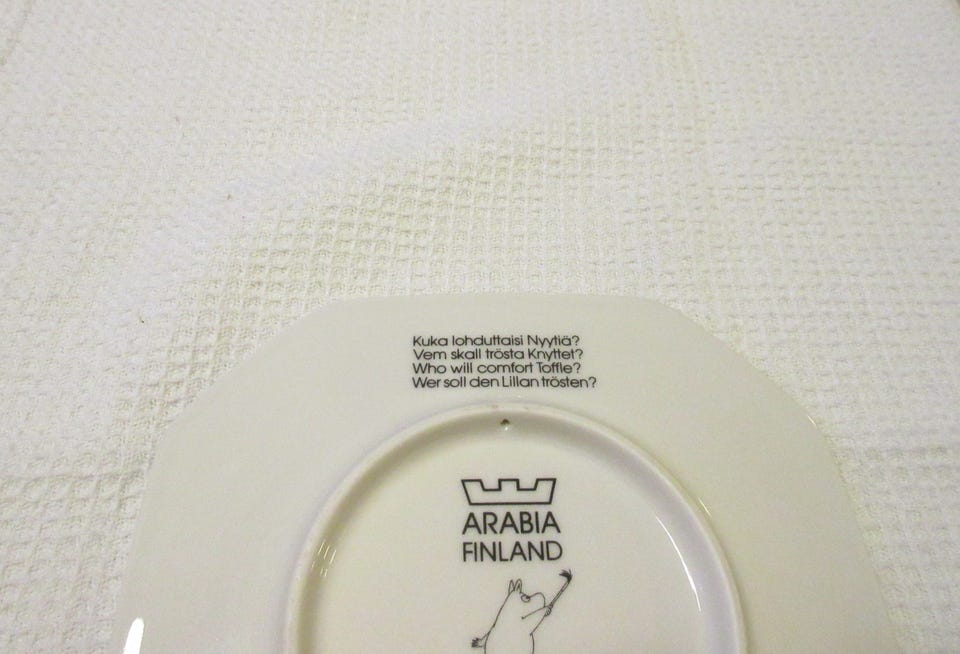 Kuka lohduttaisi Nyytiä?
Vem skall trösta Knyttet?
Who will comfort Toffle?
Wer soll den Lillan trösten?
ARABIA
FINLAND